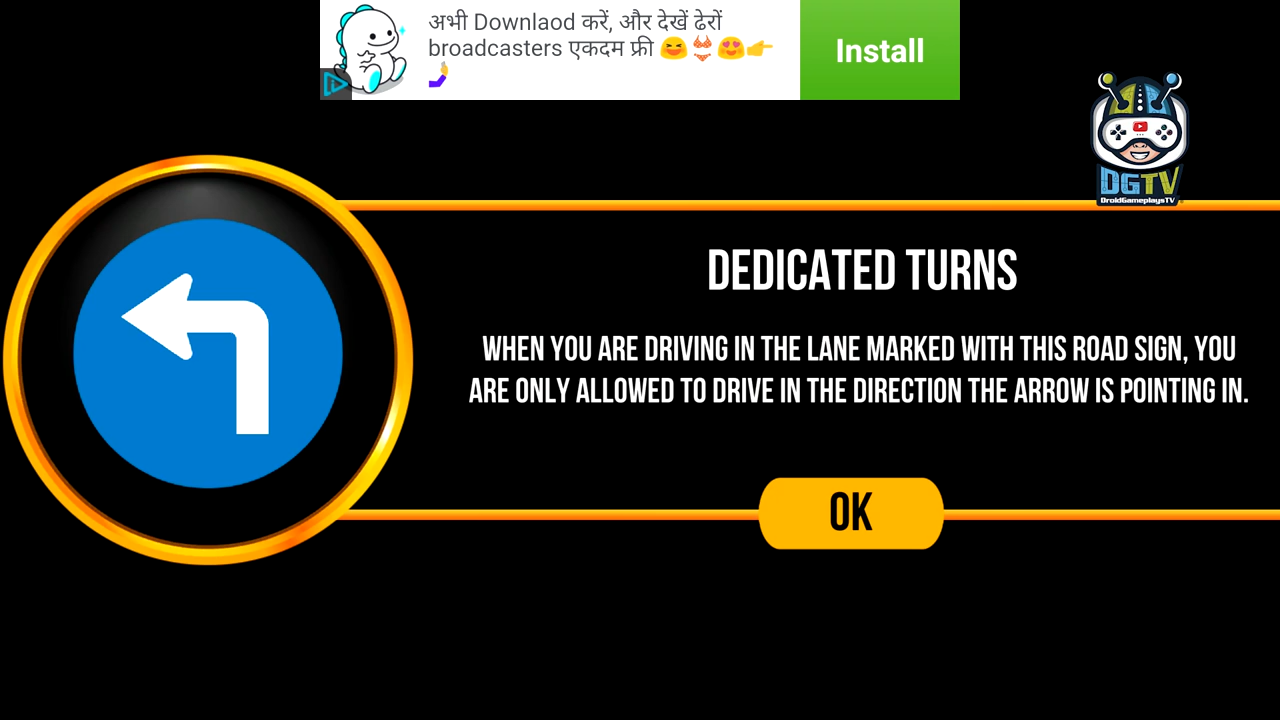 अभी Downlaod करें, और देखें ढेरों
broadcasters एकदम फ्री 😆👙😍👉
🤳
Install
DGTV
DroidGameplaysTV
DEDICATED TURNS
WHEN YOU ARE DRIVING IN THE LANE MARKED WITH THIS ROAD SIGN, YOU
ARE ONLY ALLOWED TO DRIVE IN THE DIRECTION THE ARROW IS POINTING IN.
OK